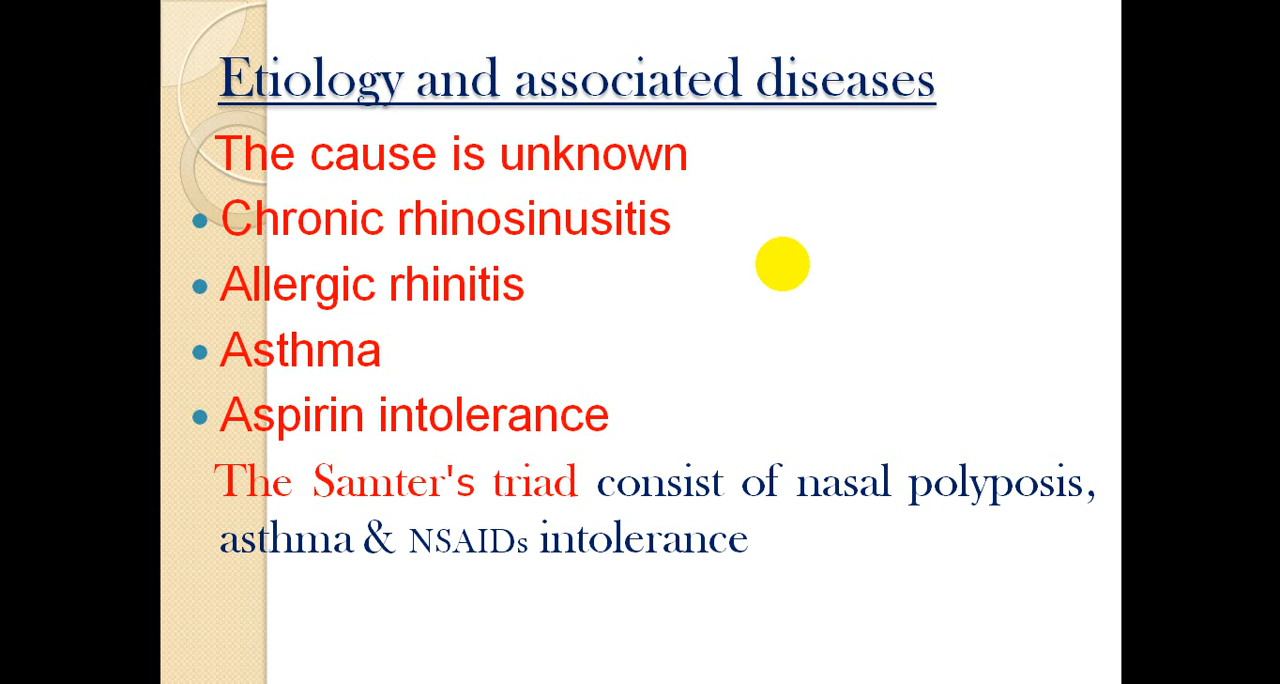 Etiology and associated diseases
The cause is unknown
• Chronic rhinosinusitis
• Allergic rhinitis
• Asthma
• Aspirin intolerance
The Samter's triad consist of nasal polyposis,
asthma & NSAIDs intolerance